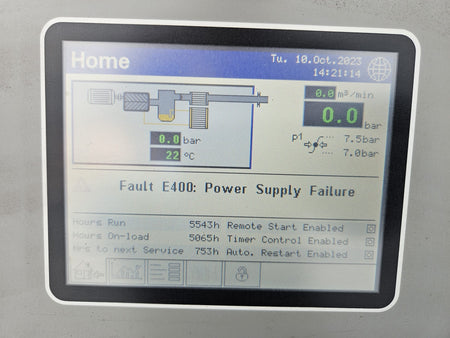 Home
Tu. 10.Oct.2023
14:21:14
0.0 m³/min
0.0 bar
0.0 bar
22 °C
p1
7.5bar
7.0bar
Fault E400: Power Supply Failure
Hours Run 5543h Remote Start Enabled
Hours On-load 5065h Timer Control Enabled
Hrs to next Service 753h Auto. Restart Enabled